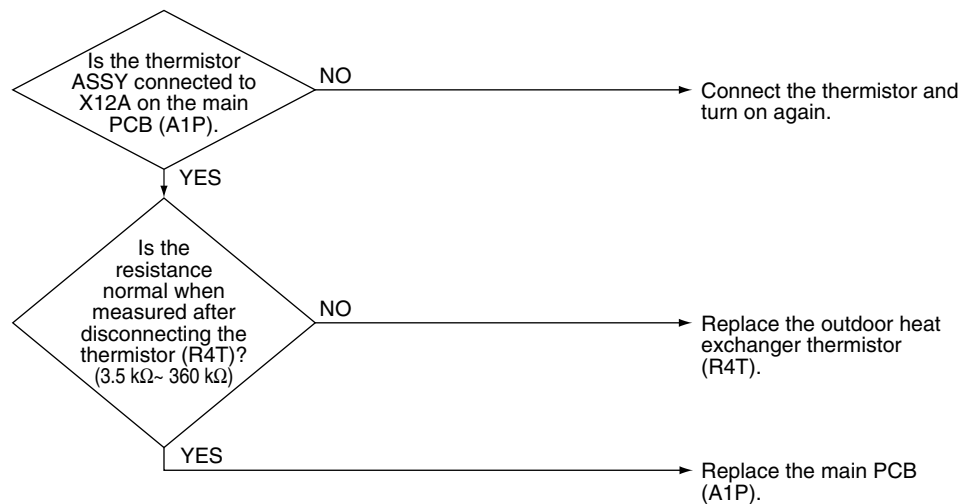 Is the thermistor
ASSY connected to
X12A on the main
PCB (A1P).
NO
Connect the thermistor and
turn on again.
YES
Is the
resistance
normal when
measured after
disconnecting the
thermistor (R4T)?
(3.5 kΩ~ 360 kΩ)
NO
Replace the outdoor heat
exchanger thermistor
(R4T).
YES
Replace the main PCB
(A1P).